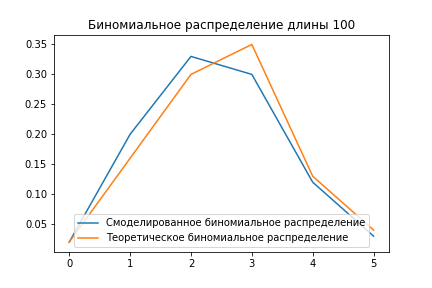 Биномиальное распределение длины 100
0.35
0.30
0.25
0.20
0.15
0.10
0.05
Смоделированное биномиальное распределение
Теоретическое биномиальное распределение
0 1 2 3 4 5